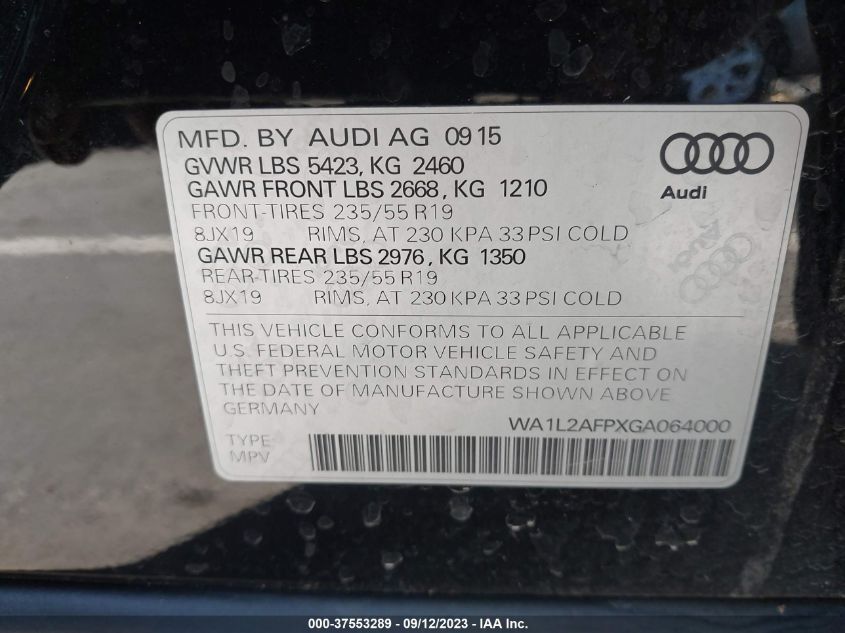 MFD. BY AUDI AG 09 15
GVWR LBS 5423, KG 2460
GAWR FRONT LBS 2668, KG 1210
FRONT-TIRES 235/55 R19
8JX19 RIMS, AT 230 KPA 33 PSI COLD
GAWR REAR LBS 2976, KG 1350
REAR-TIRES 235/55 R19
8JX19 RIMS, AT 230 KPA 33 PSI COLD
Audi
Audi
THIS VEHICLE CONFORMS TO ALL APPLICABLE
U.S. FEDERAL MOTOR VEHICLE SAFETY AND
THEFT PREVENTION STANDARDS IN EFFECT ON
THE DATE OF MANUFACTURE SHOWN ABOVE
GERMANY
WA1L2AFPXGA064000
TYPE
MPV
000-37553289 - 09/12/2023 - IAA Inc.